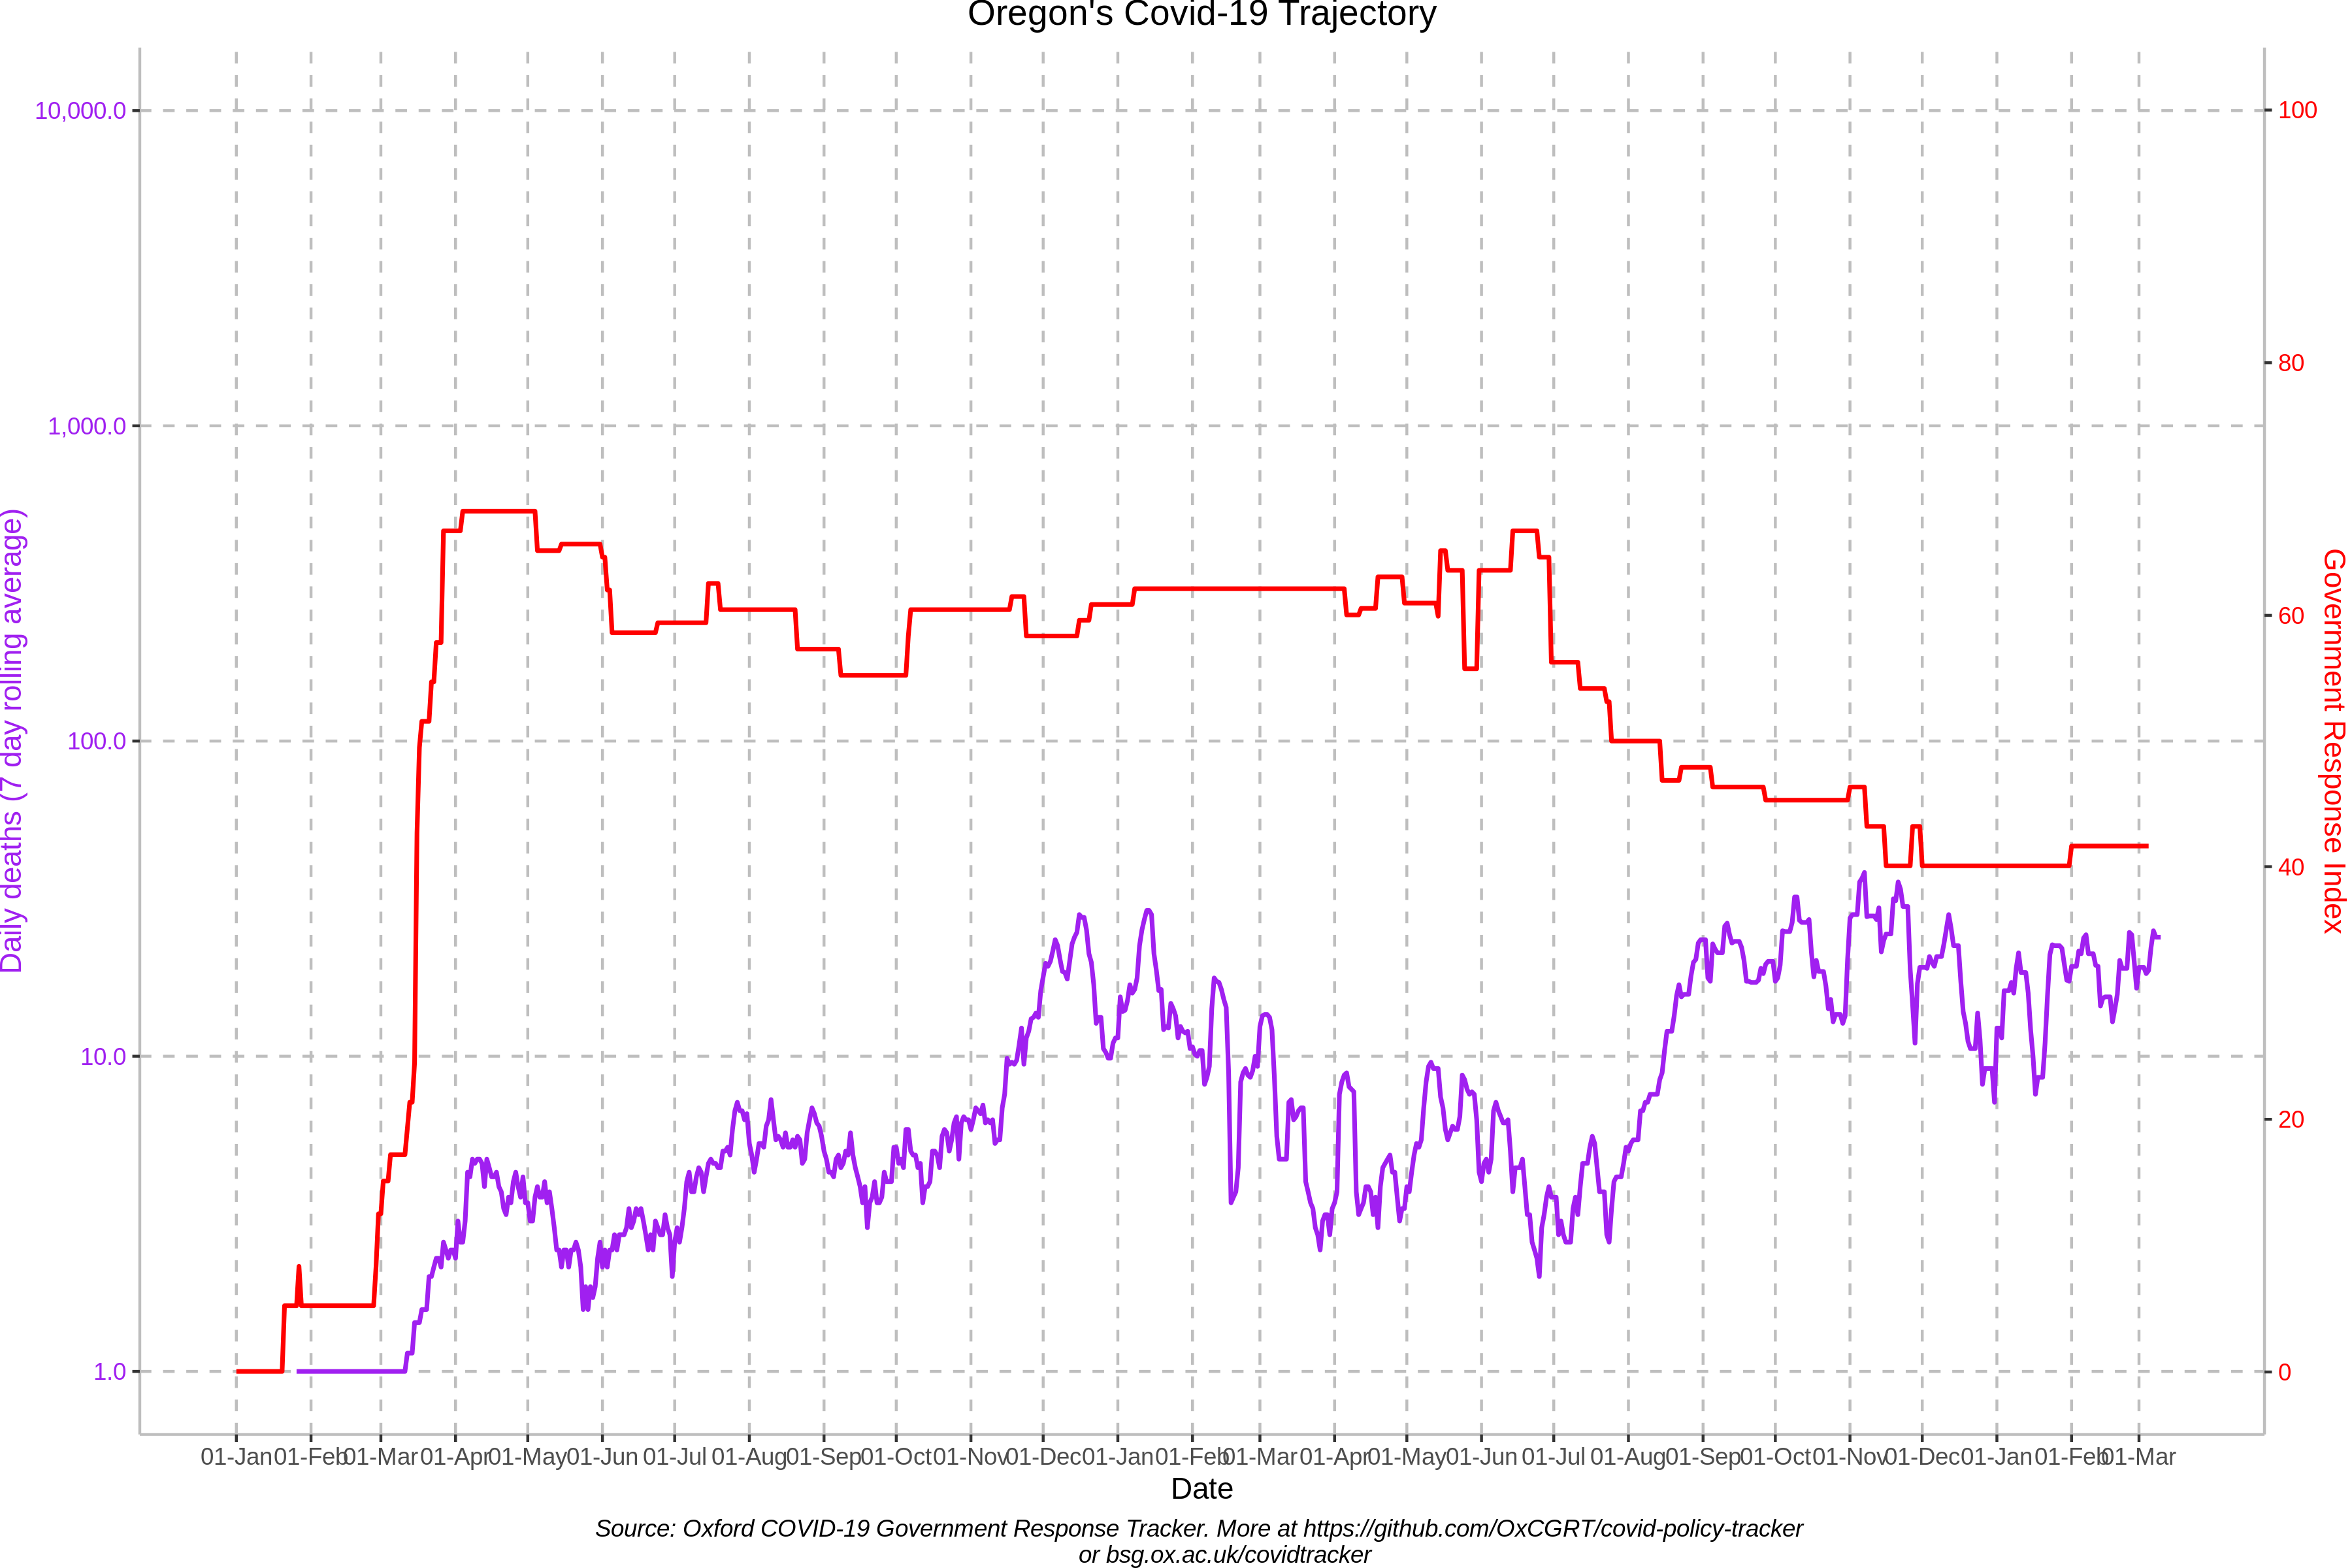 Oregon's Covid-19 Trajectory
10,000.0
1,000.0
100.0
10.0
1.0
Daily deaths (7 day rolling average)
100
80
60
40
20
0
Government Response Index
01-Jan 01-Feb 01-Mar 01-Apr 01-May 01-Jun 01-Jul 01-Aug 01-Sep 01-Oct 01-Nov 01-Dec 01-Jan 01-Feb 01-Mar 01-Apr 01-May 01-Jun 01-Jul 01-Aug 01-Sep 01-Oct 01-Nov 01-Dec 01-Jan 01-Feb 01-Mar
Date
Source: Oxford COVID-19 Government Response Tracker. More at https://github.com/OxCGRT/covid-policy-tracker
or bsg.ox.ac.uk/covidtracker